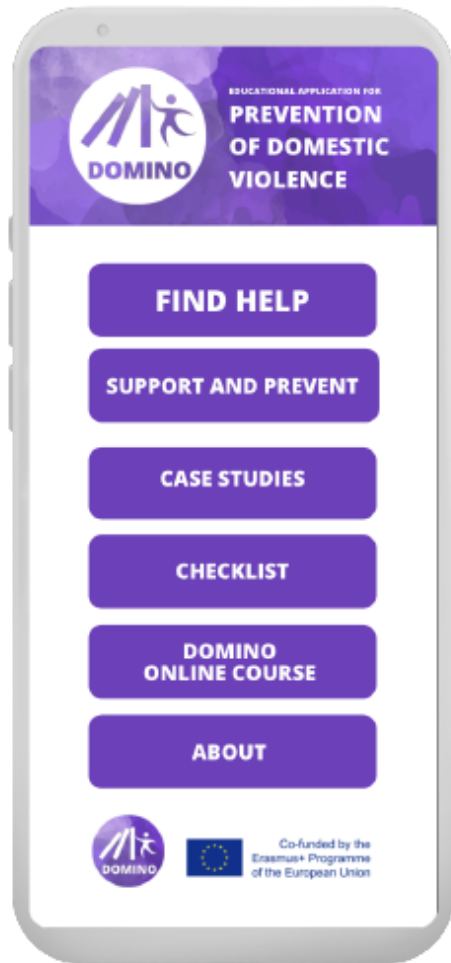 DOMINO
EDUCATIONAL APPLICATION FOR
PREVENTION
OF DOMESTIC
VIOLENCE
FIND HELP
SUPPORT AND PREVENT
CASE STUDIES
CHECKLIST
DOMINO
ONLINE COURSE
ABOUT
DOMINO
Co-funded by the
Erasmus+ Programme
of the European Union